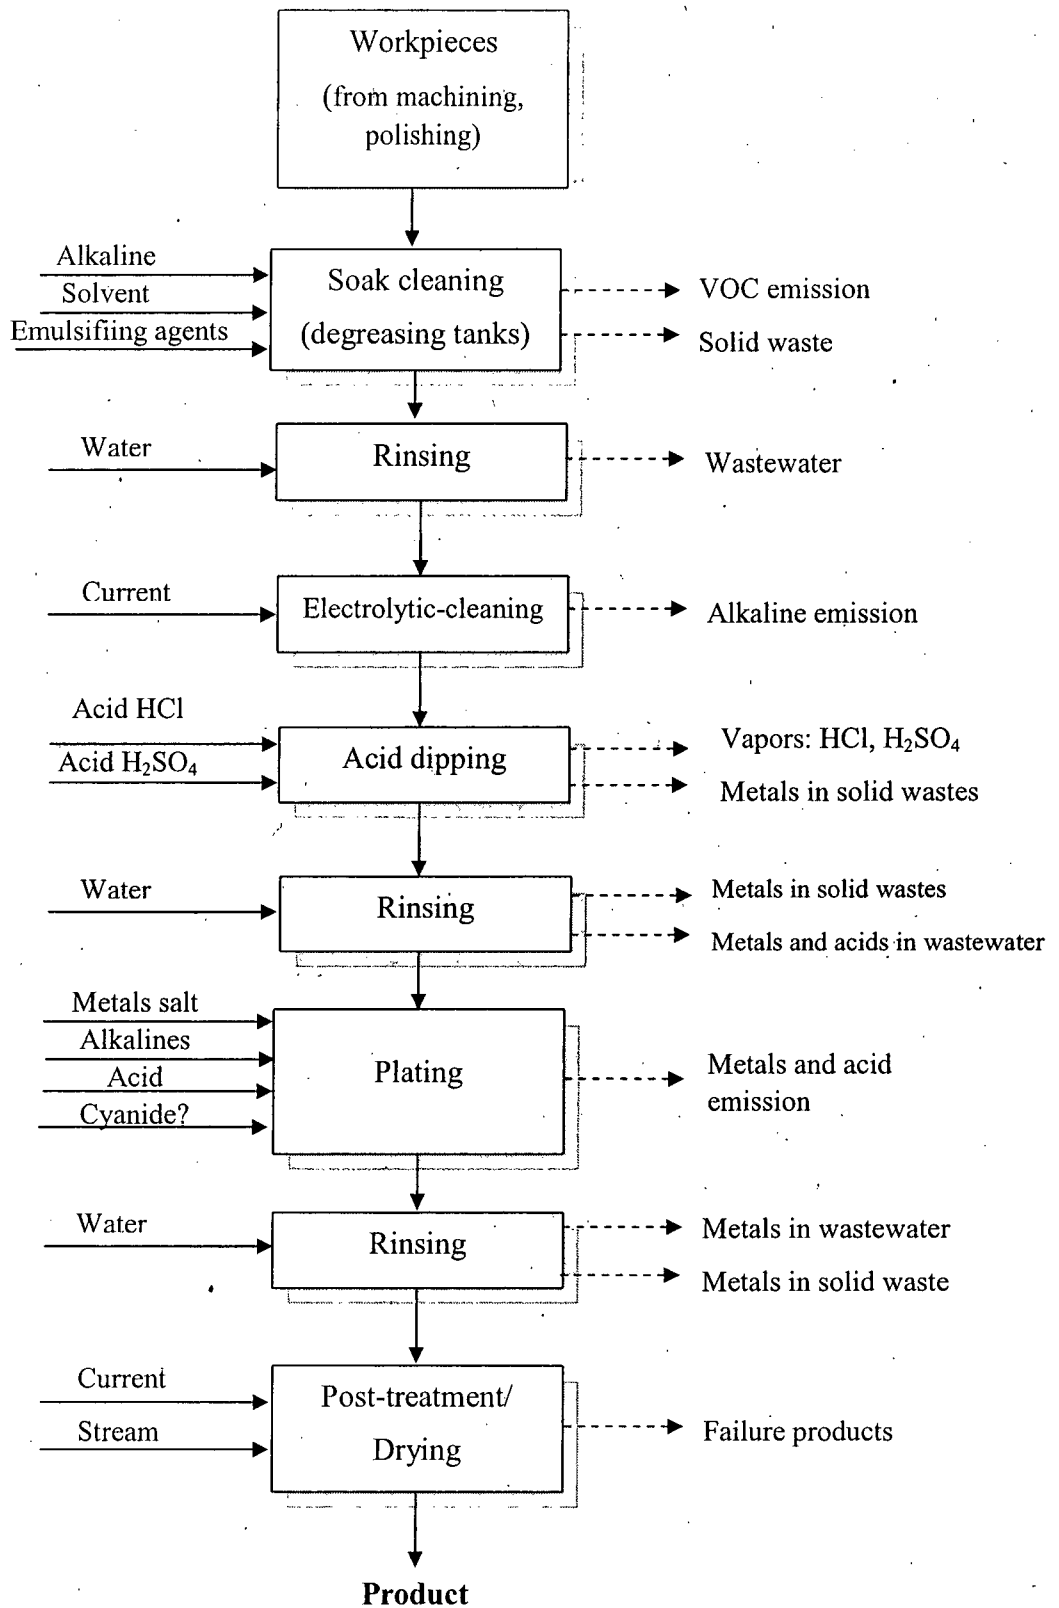 Workpieces
(from machining,
polishing)
Alkaline
Solvent
Emulsifiing agents
Soak cleaning
(degreasing tanks)
VOC emission
Solid waste
Water
Rinsing
Wastewater
Current
Electrolytic-cleaning
Alkaline emission
Acid HCl
Acid H₂SO₄
Acid dipping
Vapors: HCl, H₂SO₄
Metals in solid wastes
Water
Rinsing
Metals in solid wastes
Metals and acids in wastewater
Metals salt
Alkalines
Acid
Cyanide?
Plating
Metals and acid
emission
Water
Rinsing
Metals in wastewater
Metals in solid waste
Current
Stream
Post-treatment/
Drying
Failure products
Product